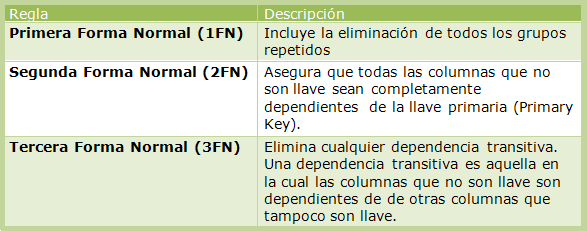 Regla Descripción
Primera Forma Normal (1FN) Incluye la eliminación de todos los grupos
repetidos
Segunda Forma Normal (2FN) Asegura que todas las columnas que no
son llave sean completamente
dependientes de la llave primaria (Primary
Key).
Tercera Forma Normal (3FN) Elimina cualquier dependencia transitiva.
Una dependencia transitiva es aquella en
la cual las columnas que no son llave son
dependientes de de otras columnas que
tampoco son llave.